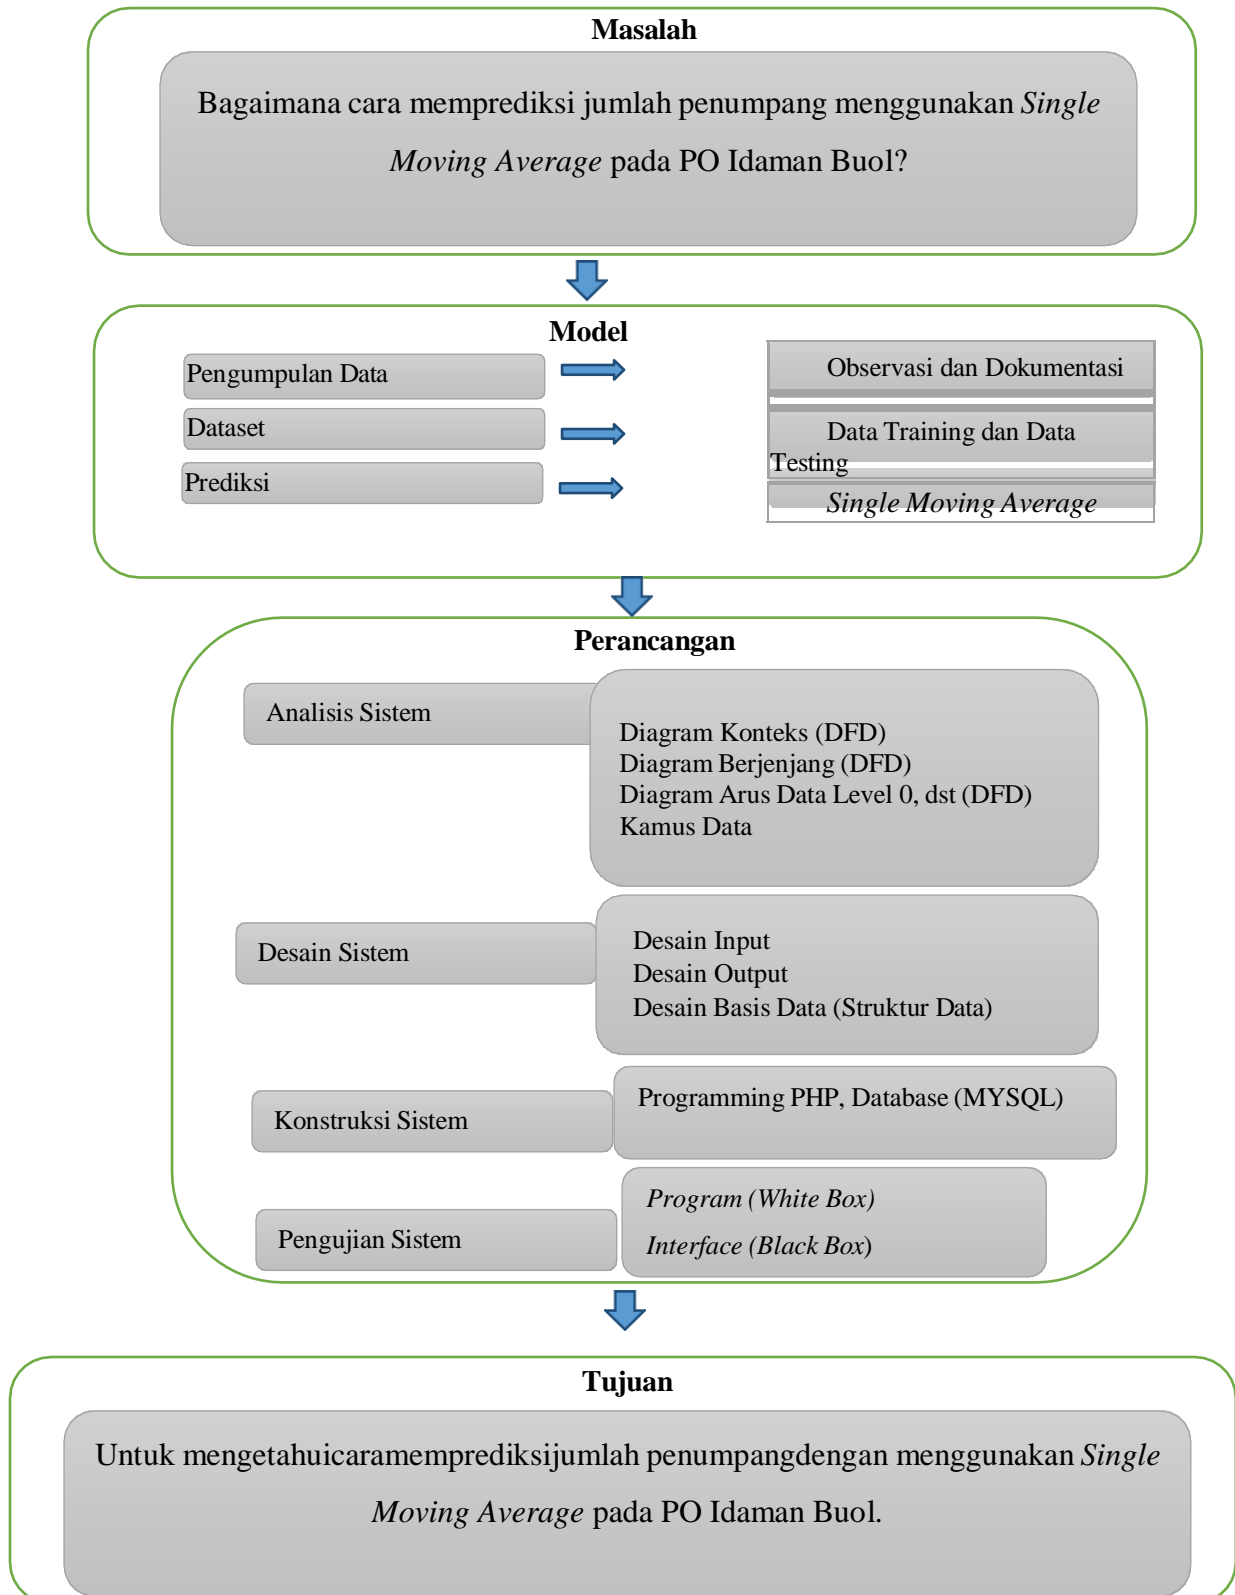 Masalah
Bagaimana cara memprediksi jumlah penumpang menggunakan Single
Moving Average pada PO Idaman Buol?
Model
Pengumpulan Data
Observasi dan Dokumentasi
Dataset
Data Training dan Data
Testing
Prediksi
Single Moving Average
Perancangan
Analisis Sistem
Diagram Konteks (DFD)
Diagram Berjenjang (DFD)
Diagram Arus Data Level 0, dst (DFD)
Kamus Data
Desain Sistem
Desain Input
Desain Output
Desain Basis Data (Struktur Data)
Konstruksi Sistem
Programming PHP, Database (MYSQL)
Pengujian Sistem
Program (White Box)
Interface (Black Box)
Tujuan
Untuk mengetahuicaramemprediksijumlah penumpangdengan menggunakan Single
Moving Average pada PO Idaman Buol.